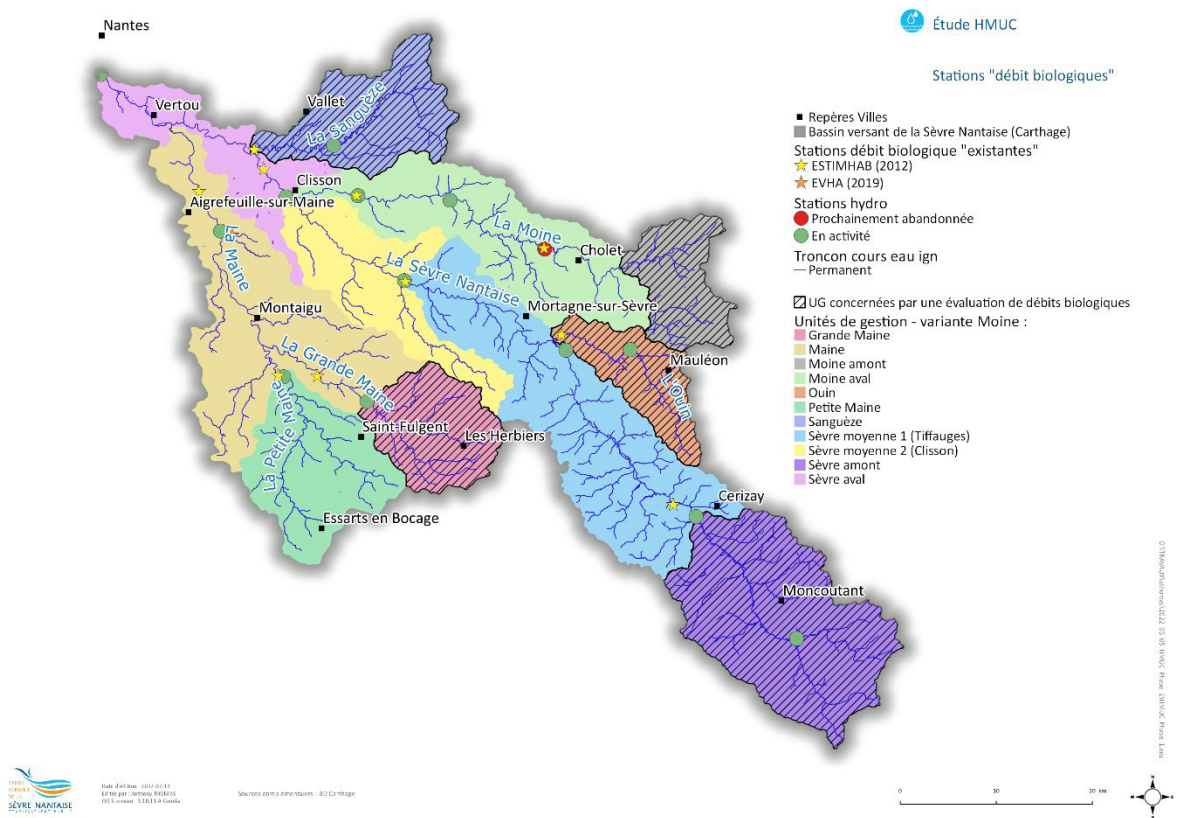 Nantes
Étude HMUC
Stations "débit biologiques"
Vertou
Vallet
La Sanguèze
Clisson
Aigrefeuille-sur-Maine
La Maine
La Moine
Cholet
La Sèvre Nantaise
Mortagne-sur-Sèvre
Montaigu
La Grande Maine
Mauléon
L'Ouin
La Petite Maine
Saint-Fulgent
Les Herbiers
Cerizay
Essarts en Bocage
Moncoutant
Repères Villes
Bassin versant de la Sèvre Nantaise (Carthage)
Stations débit biologique "existantes"
ESTIMHAB (2012)
EVHA (2019)
Stations hydro
Prochainement abandonnée
En activité
Troncon cours eau ign
Permanent
UG concernées par une évaluation de débits biologiques
Unités de gestion - variante Moine :
Grande Maine
Maine
Moine amont
Moine aval
Ouin
Petite Maine
Sanguèze
Sèvre moyenne 1 (Tiffauges)
Sèvre moyenne 2 (Clisson)
Sèvre amont
Sèvre aval
SÈVRE NANTAISE
Sources complémentaires : BD Carthage
0 10 20 km